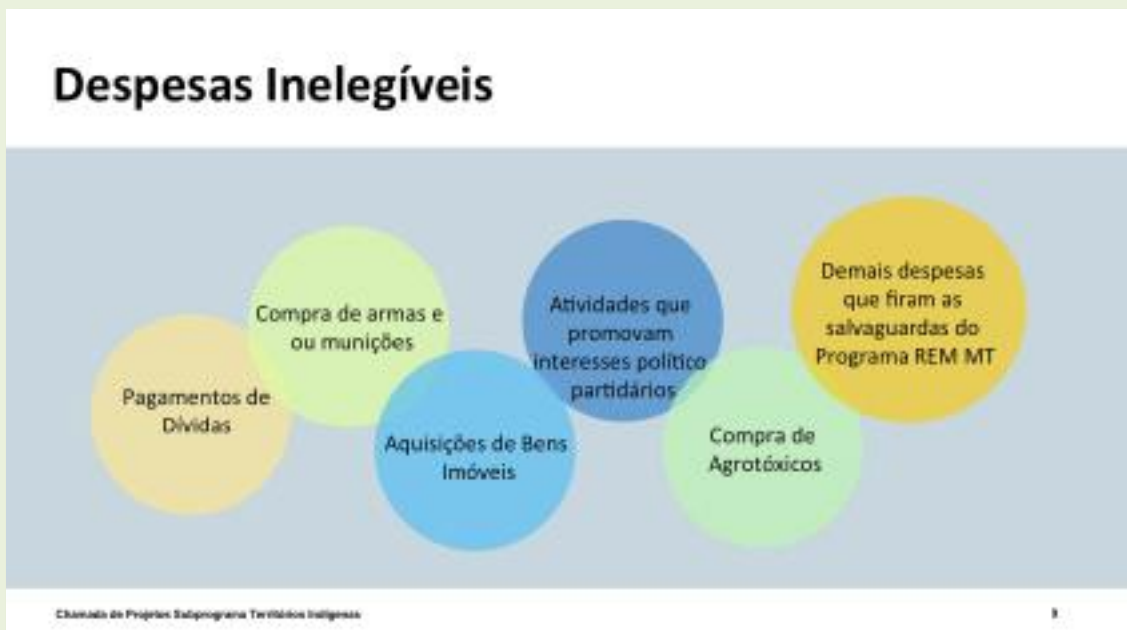 Despesas Inelegíveis
Pagamentos de
Dívidas
Compra de armas e
ou munições
Aquisições de Bens
Imóveis
Atividades que
promovam
interesses político
partidários
Compra de
Agrotóxicos
Demais despesas
que firam as
salvaguardas do
Programa REM MT
Chamada de Projetos Subprograma Territórios Indígenas